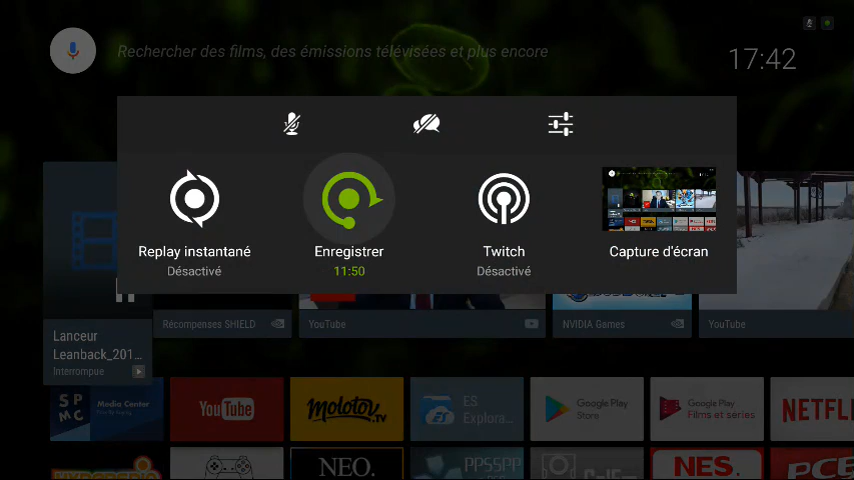 Rechercher des films, des émissions télévisées et plus encore
17:42
Replay instantané
Désactivé
Enregistrer
11:50
Twitch
Désactivé
Capture d'écran
Lanceur
Leanback_201...
Interrompue
Récompenses SHIELD
YouTube
NVIDIA Games
YouTube
SPMC
Media Center
YouTube
Molotov.TV
ES
Explora...
Google Play
Store
Google Play
Films et séries
NETFLIX
NEO.
PPSSPP
NES.